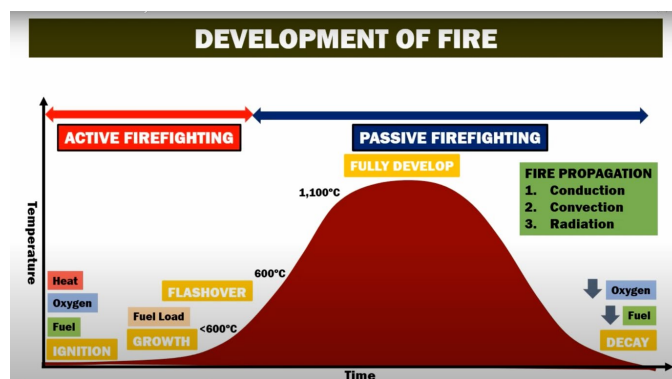 DEVELOPMENT OF FIRE
ACTIVE FIREFIGHTING
PASSIVE FIREFIGHTING
FULLY DEVELOP
FIRE PROPAGATION
1. Conduction
2. Convection
3. Radiation
1,100°C
Temperature
600°C
Heat
FLASHOVER
Oxygen
Oxygen
Fuel Load
<600°C
Fuel
Fuel
IGNITION
GROWTH
DECAY
Time